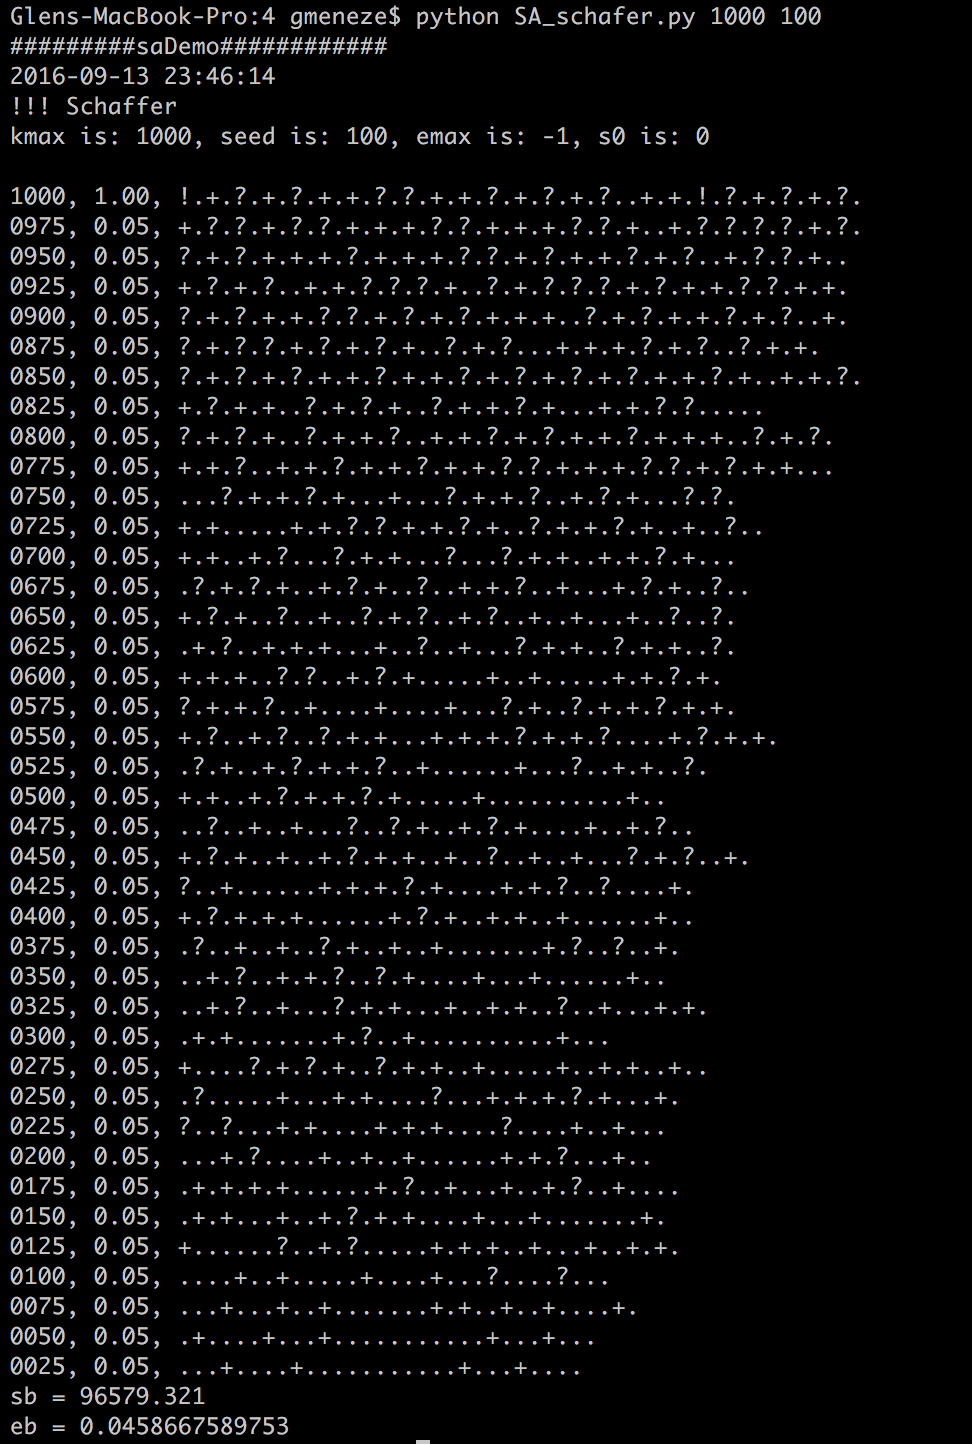 Glens-MacBook-Pro:4 gmeneze$ python SA_schafer.py 1000 100
#########saDemo############
2016-09-13 23:46:14
!!! Schaffer
kmax is: 1000, seed is: 100, emax is: -1, s0 is: 0
1000, 1.00, !.+.?.+.?.+.+.?.?.+.+.?.+.?.+.?..+.+.!.?.+.?.+.?.
0975, 0.05, +.?.?.+.?.+.+.+.?.?.+.+.+.?.?.+..+.?.?.?.?.+.?.
0950, 0.05, ?.+.?.+.+.+.?.+.+.+.?.?.+.?.+.+.?.+.?..+.?.?.+..
0925, 0.05, +.?.+.?..+.+.?.?.?.+..?.+.?.?.?.+.?.+.+.?.?.+.+.
0900, 0.05, ?.+.?.+.?.+.?.+.?.+.?.+.+.+..?.+.?.+.+.?.+.?..+.
0875, 0.05, ?.+.?.?.+.?.+.?.+..?.+.?...+.+.+.?.+.?..?.+.+.
0850, 0.05, ?.+.?.+.?.+.?.+.+.+.?.+.?.+.?.+.?.+.+.?.+..+.+.?.
0825, 0.05, +.?.+.+..?.+.?.+..?.+.+.?.+...+.+.?.?.....
0800, 0.05, ?.+.?.+..?.+.+.?..+.+.?.+.?.+.+.?.+.+.+..?.+.?.
0775, 0.05, +.+.?..+.+.?.+.+.?.+.+.?.?.+.+.+.?.?.+.?.+.+...
0750, 0.05, ...?.+.+.?.+...+...?.+.+.?..+.?.+...?.?.
0725, 0.05, +.+.....+.+.?.?.+.+.?.+..?.+.+.?.+..+..?..
0700, 0.05, +.+..+.?...?.+.+...?...?.+.+..+.+.?.+...
0675, 0.05, .?.+.?.+..+.?.+..?..+.+.?..+...+.?.+..?..
0650, 0.05, +.?.+..?..+..?.+.?..+.?..+..+...+..?..?.
0625, 0.05, .+.?..+.+.+...+..?..+...?.+.+..?.+.+..?.
0600, 0.05, +.+.+..?.?..+.?.+.....+..+.....+.+.?.+.
0575, 0.05, ?.+.+.?..+....+....+...?.+..?.+.+.?.+.+.
0550, 0.05, +.?..+.?..?.+.+...+.+.+.?.+.+.?....+.?.+.+.
0525, 0.05, .?.+..+.?.+.+.?..+......+...?..+.+..?.
0500, 0.05, +.+..+.?.+.+.?.+.....+..........+..
0475, 0.05, ..?..+..+...?..?.+..+.?.+....+..+.?..
0450, 0.05, +.?.+..+..+.?.+.+..+..?..+..+...?.+.?..+.
0425, 0.05, ?..+......+.+.+.?.+....+.+.?..?....+.
0400, 0.05, +.?.+.+.+......+.?.+..+.+..+......+..
0375, 0.05, .?..+..+..?.+..+..+.......+.?..?..+.
0350, 0.05, ..+.?..+.+.?..?.+....+...+......+..
0325, 0.05, ..+.?..+...?.+.+...+..+.+..?..+...+.+.
0300, 0.05, .+.+.......+.?..+..........+...
0275, 0.05, +....?.+.?.+..?.+.+..+.....+..+.+..+..
0250, 0.05, .?.....+...+.+....?...+.+.+.?.+...+.
0225, 0.05, ?..?...+.+....+.+.+....?....+..+...
0200, 0.05, ...+.?....+..+..+......+.+.?...+..
0175, 0.05, .+.+.+.+......+.?..+...+..+.?..+....
0150, 0.05, .+.+...+..+.?.+.+....+...+.......+.
0125, 0.05, +......?..+.?.....+.+.+..+...+..+.+.
0100, 0.05, ....+..+.....+....+...?....?...
0075, 0.05, ...+...+..+.......+.+..+..+....+.
0050, 0.05, .+....+...+...........+...+...
0025, 0.05, ...+....+...........+...+....
sb = 96579.321
eb = 0.0458667589753